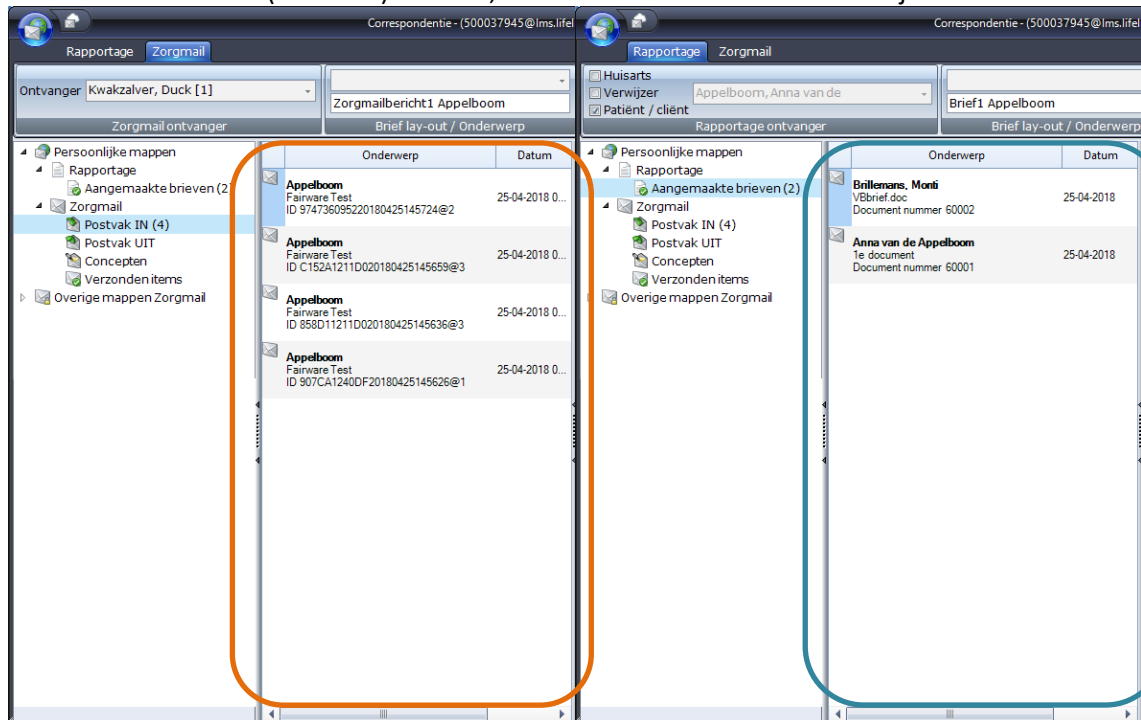 Correspondentie - (500037945@lms.lifel
Rapportage Zorgmail
Ontvanger Kwakzalver, Duck [1]
Zorgmailbericht1 Appelboom
Zorgmail ontvanger
Brief lay-out / Onderwerp
Persoonlijke mappen
Rapportage
Aangemaakte brieven (2)
Zorgmail
Postvak IN (4)
Postvak UIT
Concepten
Verzonden items
Overige mappen Zorgmail
Onderwerp Datum
Appelboom
Fairware Test 25-04-2018 0...
ID 974736095220180425145724@2
Appelboom
Fairware Test 25-04-2018 0...
ID C152A1211D020180425145659@3
Appelboom
Fairware Test 25-04-2018 0...
ID 858D11211D020180425145636@3
Appelboom
Fairware Test 25-04-2018 0...
ID 907CA1240DF20180425145626@1
Correspondentie - (500037945@lms.lifel
Rapportage Zorgmail
Huisarts
Verwijzer
Patiënt / cliënt
Appelboom, Anna van de
Brief1 Appelboom
Rapportage ontvanger
Brief lay-out / Onderwerp
Persoonlijke mappen
Rapportage
Aangemaakte brieven (2)
Zorgmail
Postvak IN (4)
Postvak UIT
Concepten
Verzonden items
Overige mappen Zorgmail
Onderwerp Datum
Brillemans, Monti
VBbrief.doc 25-04-2018
Document nummer 60002
Anna van de Appelboom
1e document 25-04-2018
Document nummer 60001